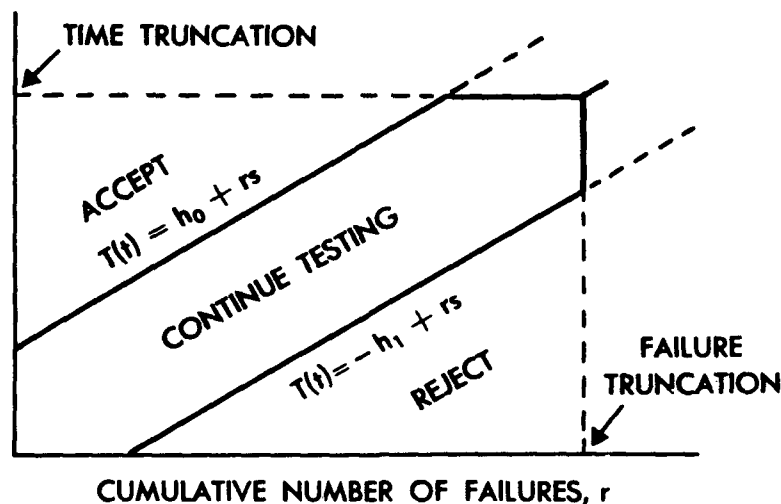 TIME TRUNCATION
ACCEPT
T(t) = h₀ + rs
CONTINUE TESTING
T(t) = -h₁ + rs
REJECT
FAILURE
TRUNCATION
CUMULATIVE NUMBER OF FAILURES, r